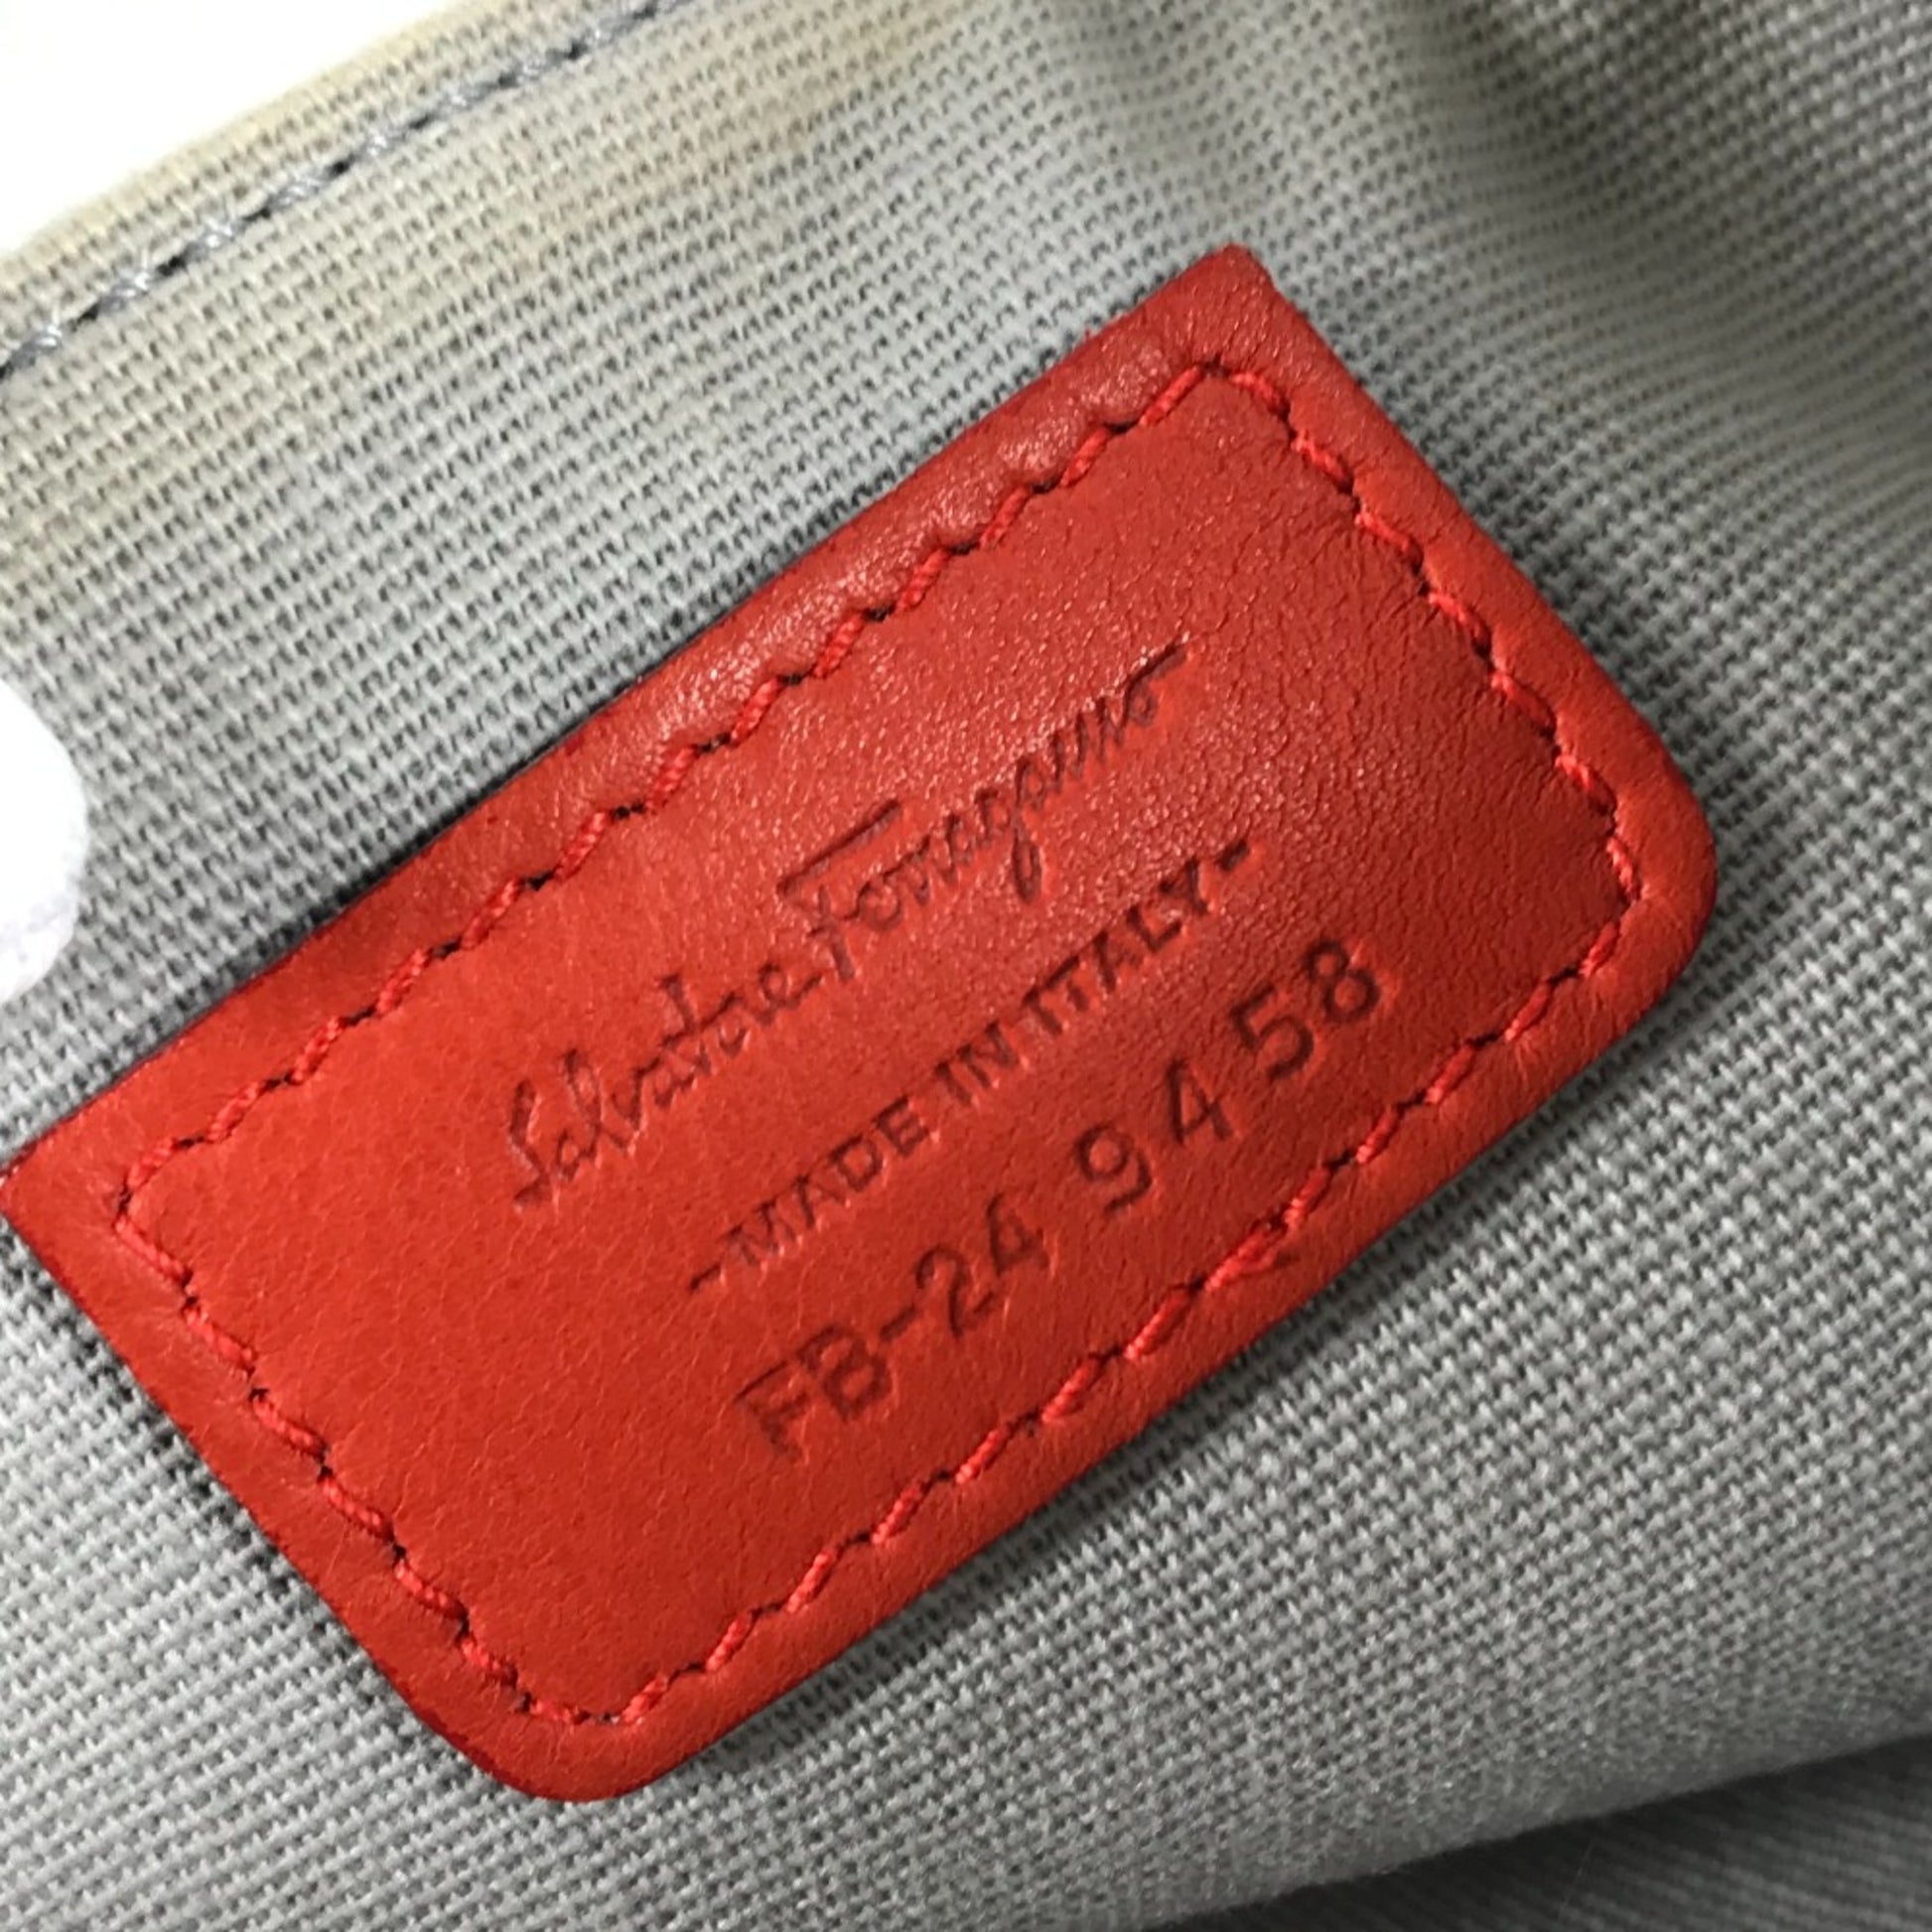 Salvatore Ferragamo
-MADE IN ITALY-
FB-24 9458